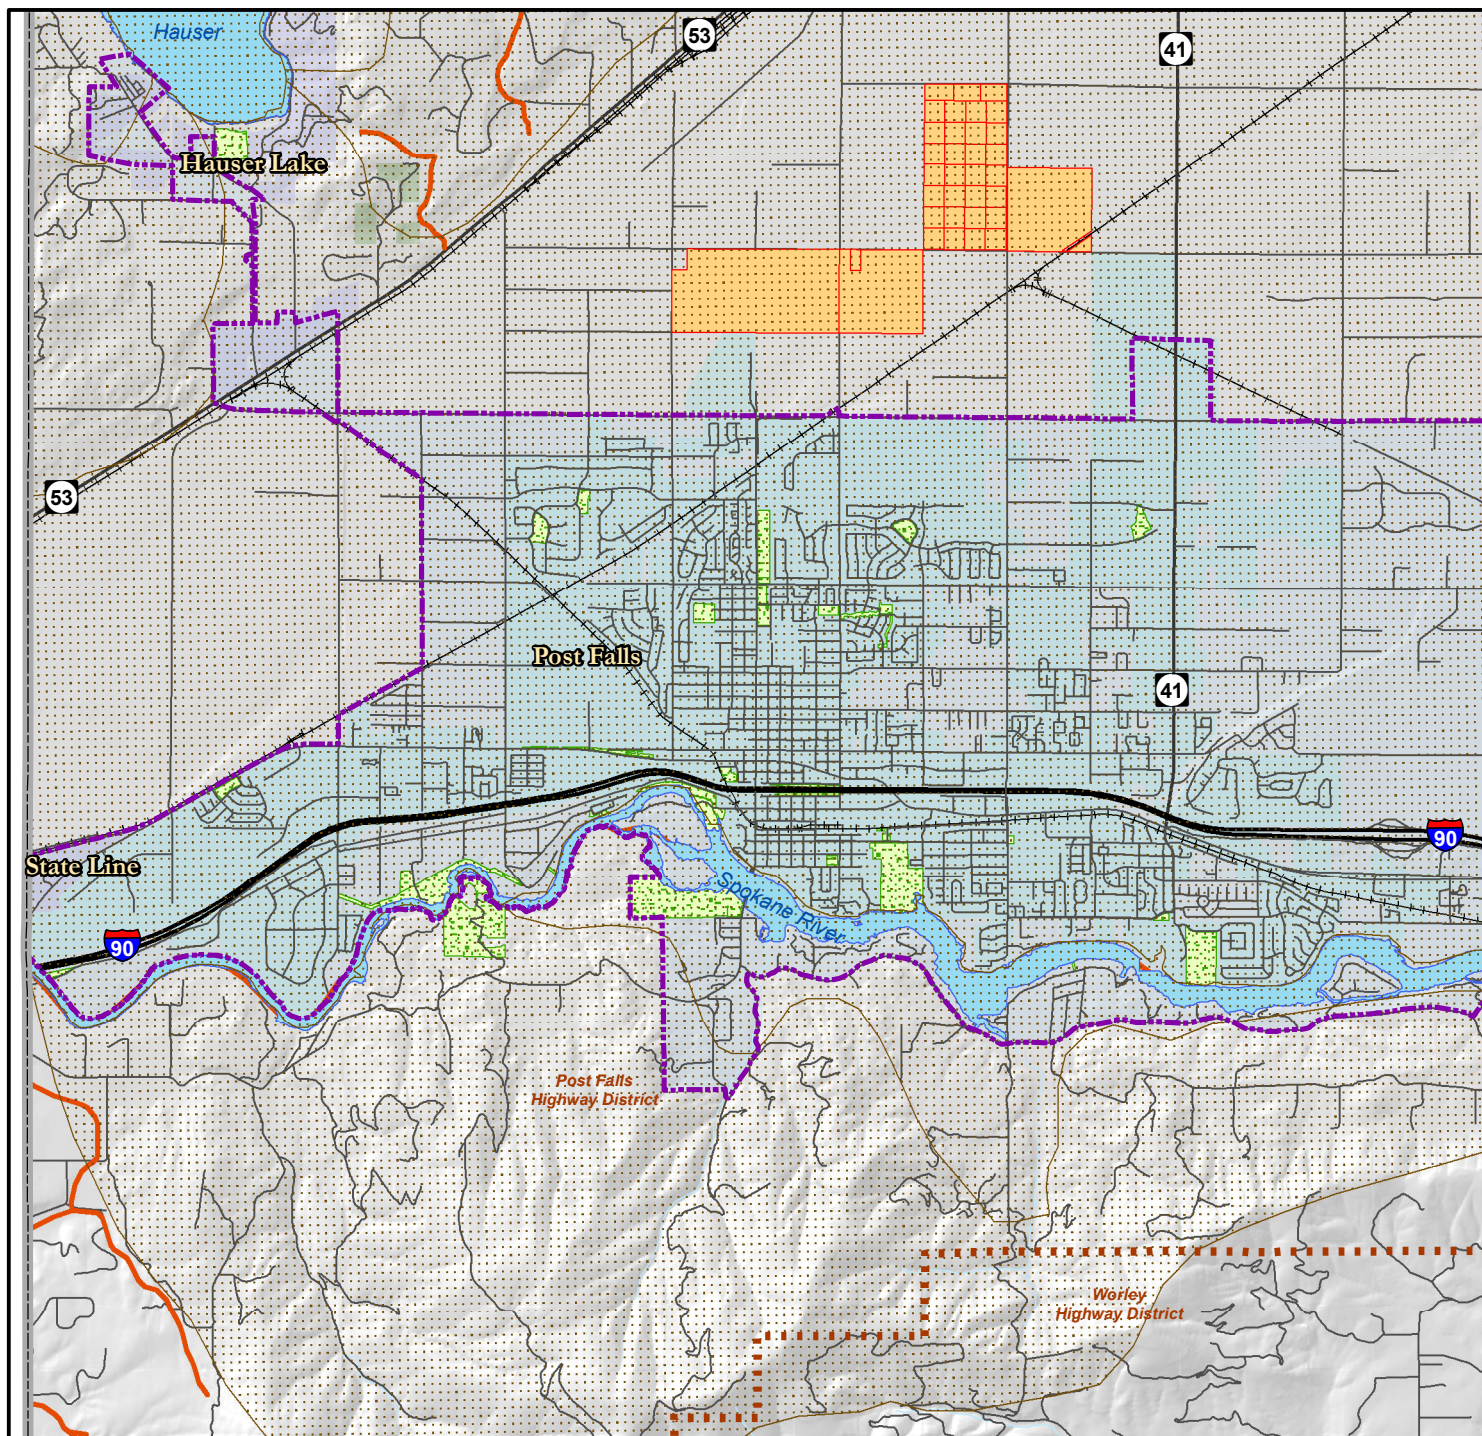 Hauser
53
41
Hauser Lake
53
Post Falls
41
90
State Line
Spokane River
90
Post Falls
Highway District
Worley
Highway District